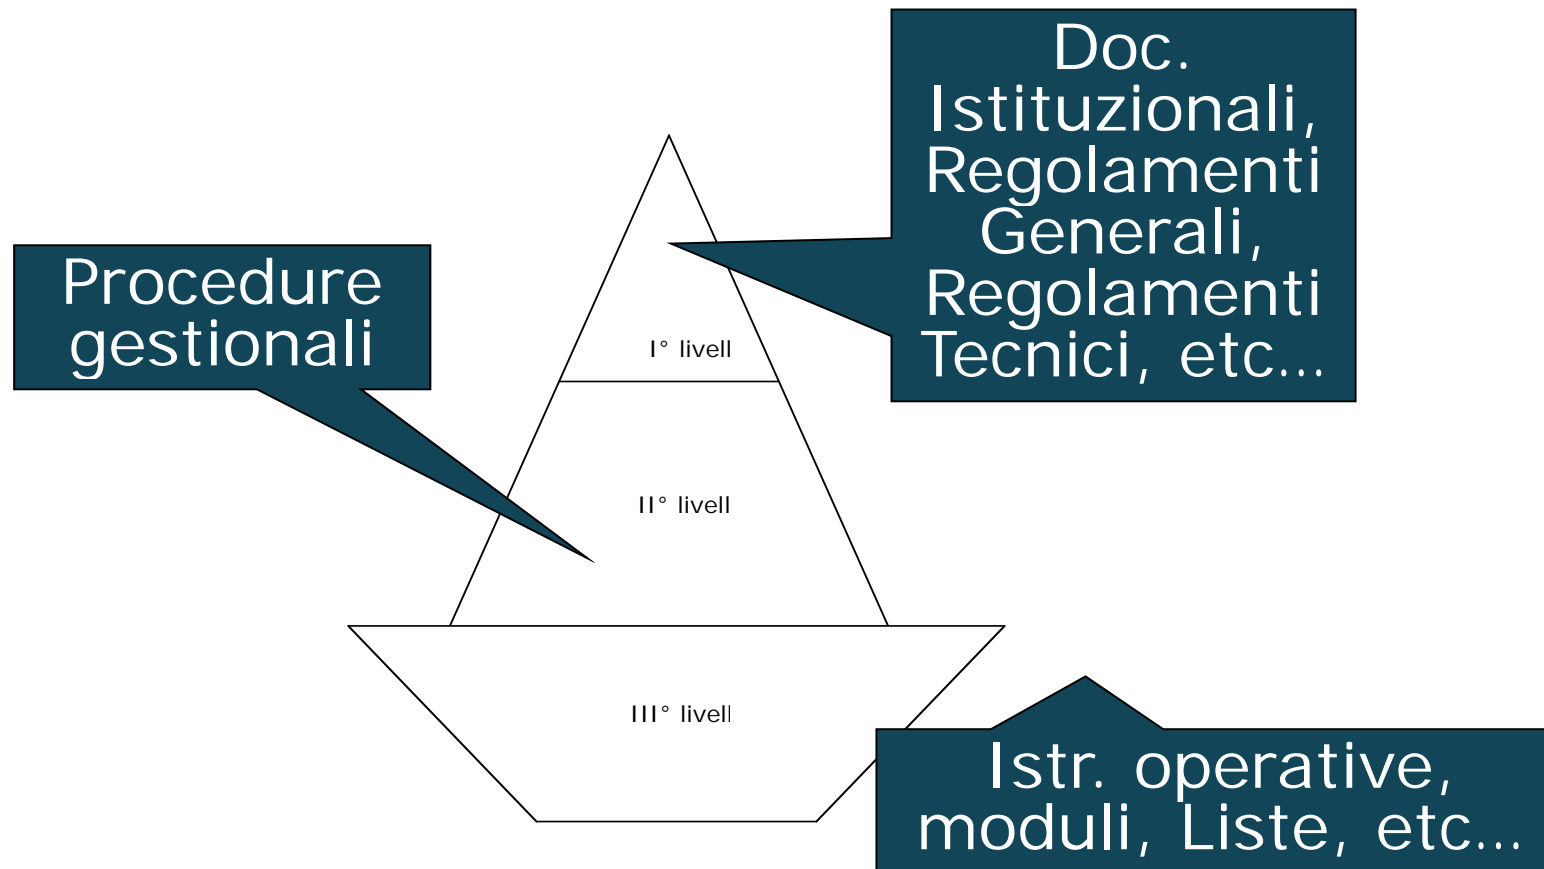 Doc.
Istituzionali,
Regolamenti
Generali,
Regolamenti
Tecnici, etc...
Procedure
gestionali
I° livell
II° livell
III° livell
Istr. operative,
moduli, Liste, etc...